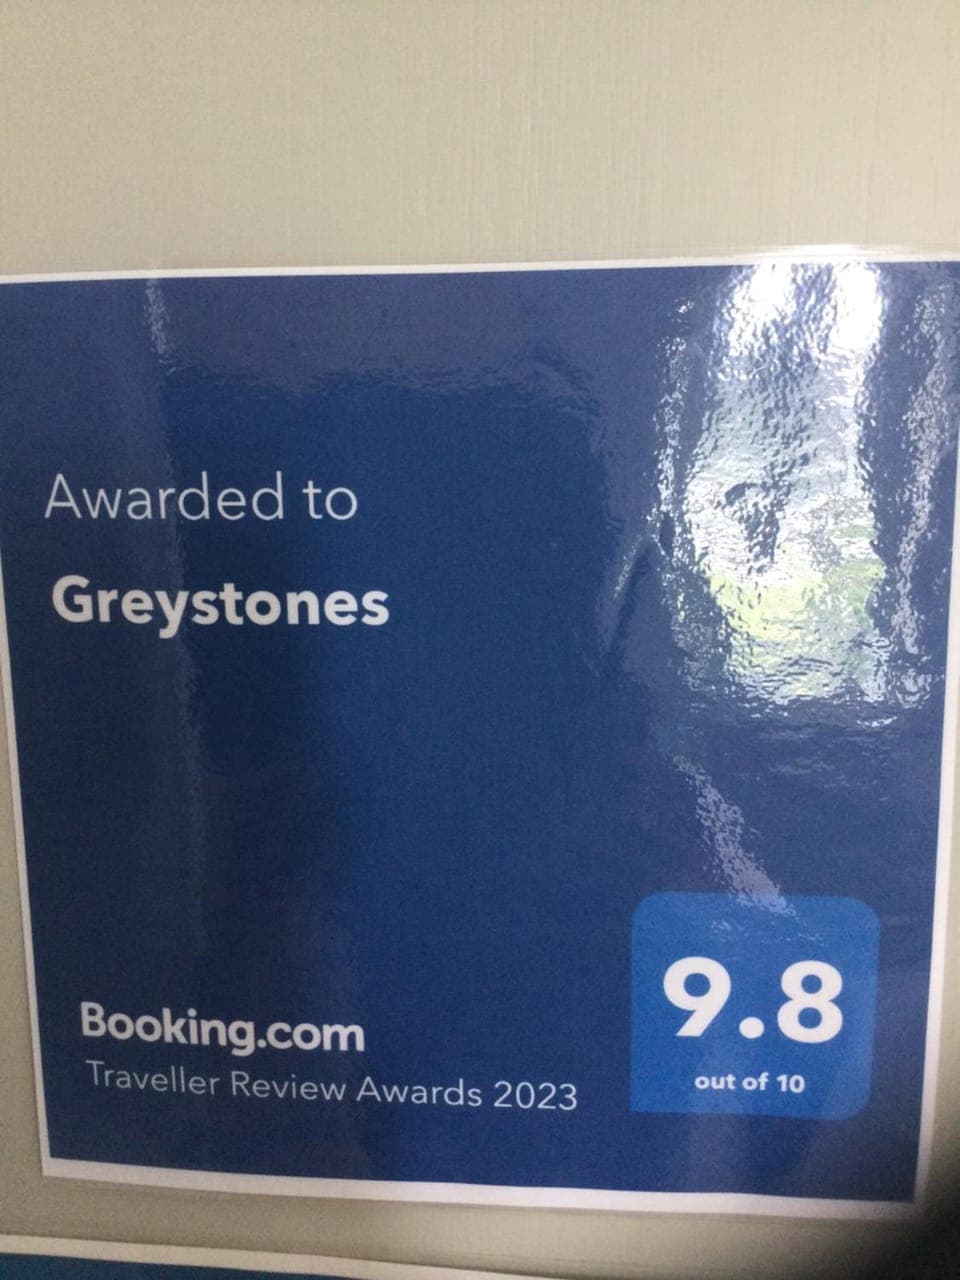 Awarded to
Greystones
Booking.com
Traveller Review Awards 2023
9.8
out of 10